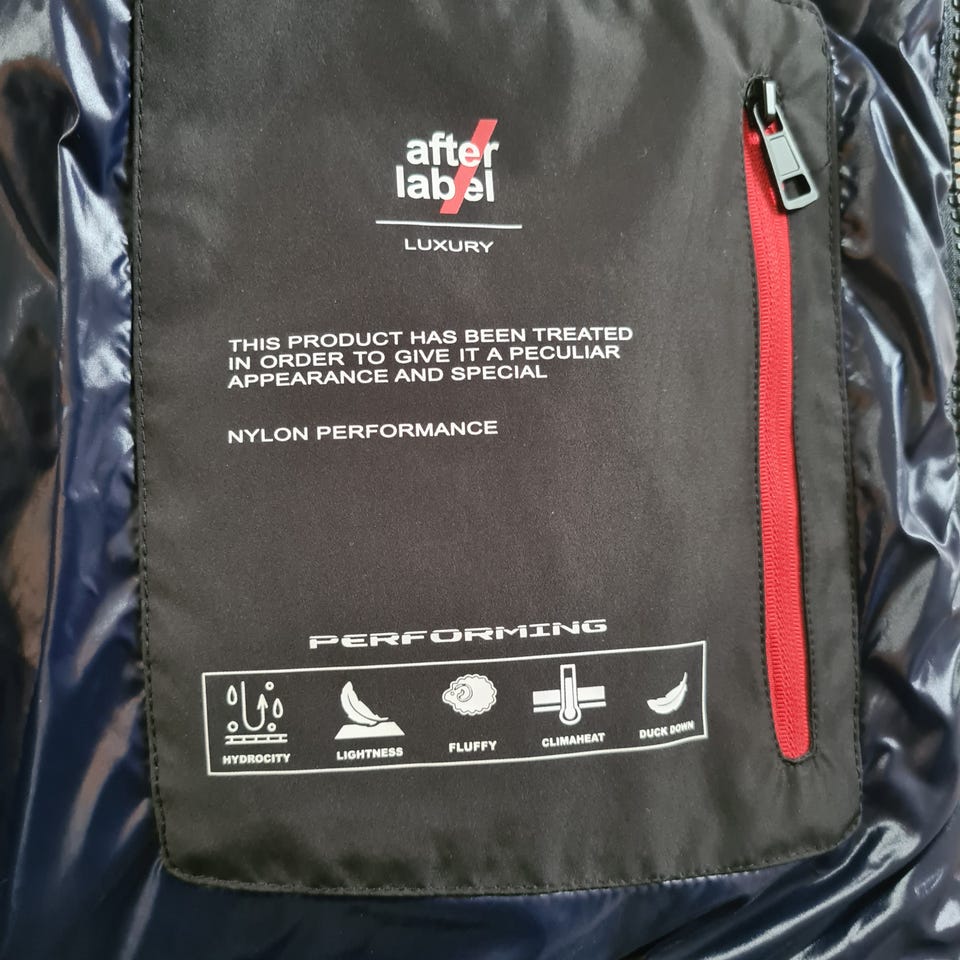 after
label
LUXURY
THIS PRODUCT HAS BEEN TREATED
IN ORDER TO GIVE IT A PECULIAR
APPEARANCE AND SPECIAL
NYLON PERFORMANCE
PERFORMING
HYDROCITY
LIGHTNESS
FLUFFY
CLIMAHEAT
DUCK DOWN